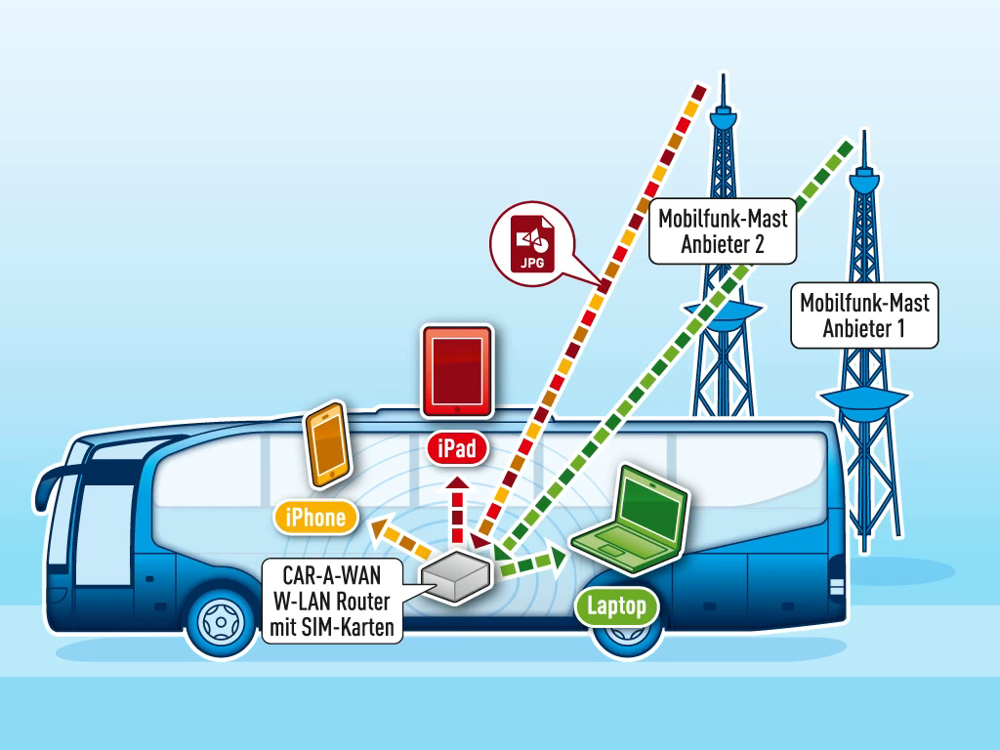 Mobilfunk-Mast
Anbieter 2
JPG
Mobilfunk-Mast
Anbieter 1
iPad
iPhone
CAR-A-WAN
W-LAN Router
mit SIM-Karten
Laptop